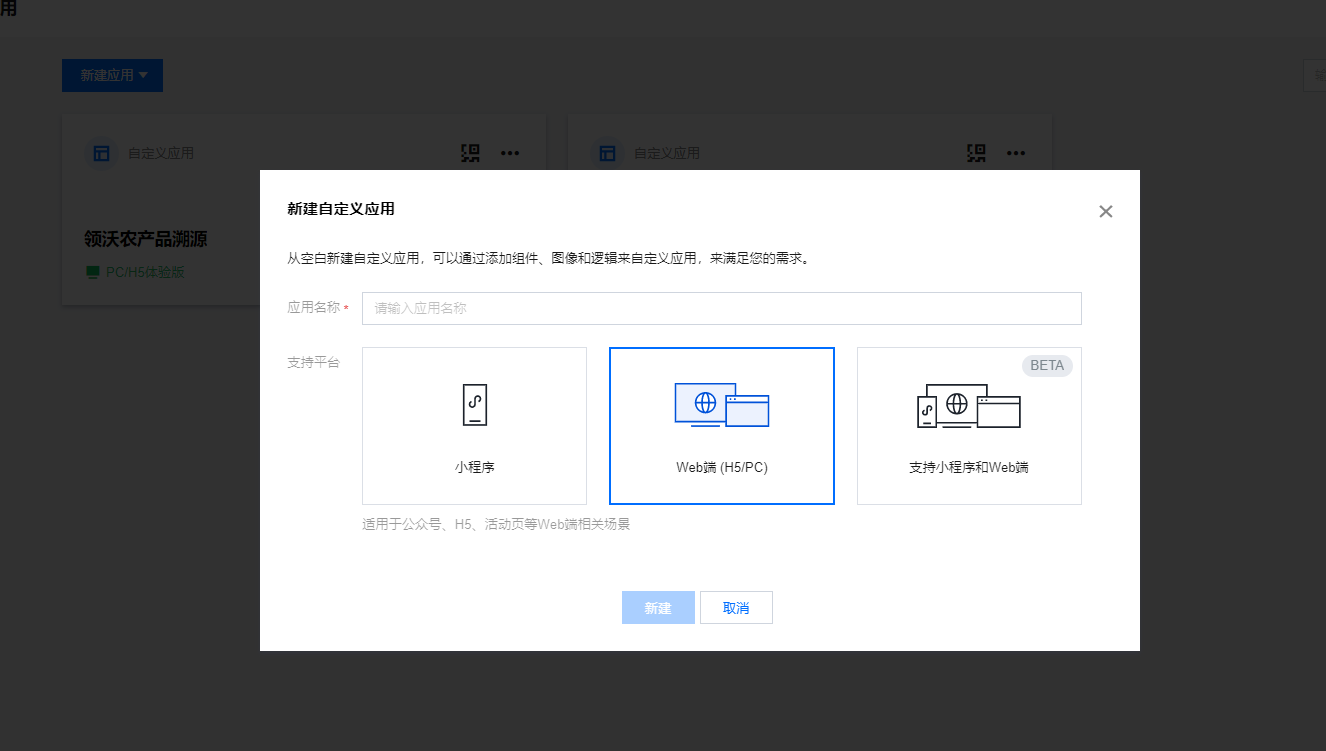 用
新建应用
自定义应用
自定义应用
领沃农产品溯源
PC/H5体验版
新建自定义应用
从空白新建自定义应用，可以通过添加组件、图像和逻辑来自定义应用，来满足您的需求。
应用名称 *
请输入应用名称
支持平台
BETA
小程序
Web端 (H5/PC)
支持小程序和Web端
适用于公众号、H5、活动页等Web端相关场景
新建
取消